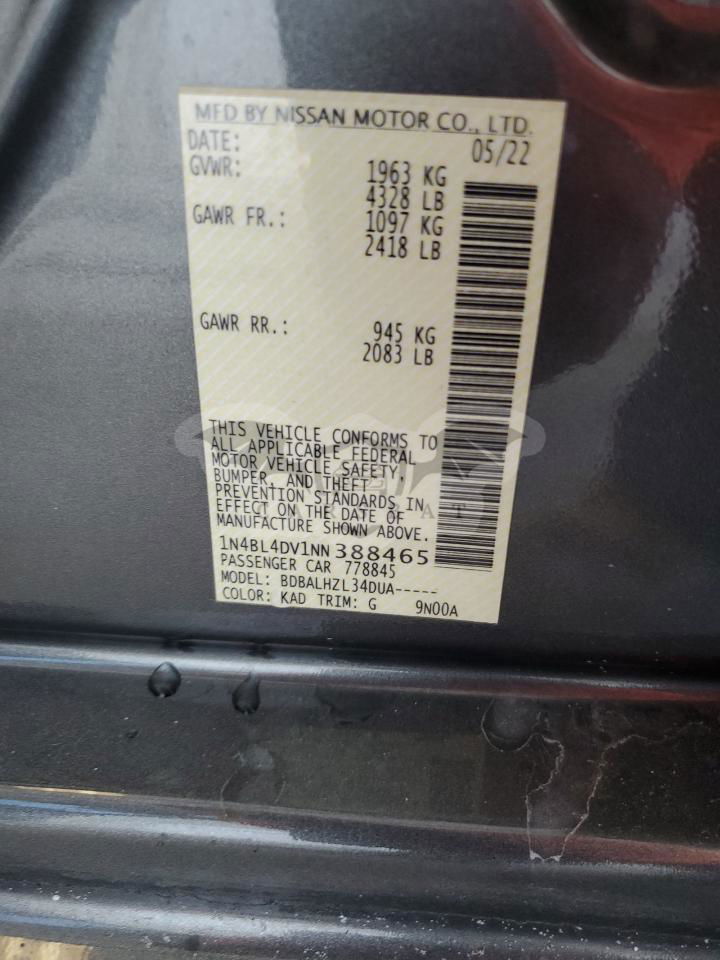 MFD BY NISSAN MOTOR CO., LTD.
DATE: 05/22
GVWR: 1963 KG
4328 LB
GAWR FR.: 1097 KG
2418 LB
GAWR RR.: 945 KG
2083 LB
THIS VEHICLE CONFORMS TO
ALL APPLICABLE FEDERAL
MOTOR VEHICLE SAFETY,
BUMPER, AND THEFT
PREVENTION STANDARDS IN
EFFECT ON THE DATE OF
MANUFACTURE SHOWN ABOVE.
1N4BL4DV1NN388465
PASSENGER CAR 778845
MODEL: BDBALHZL34DUA-----
COLOR: KAD TRIM: G 9N00A